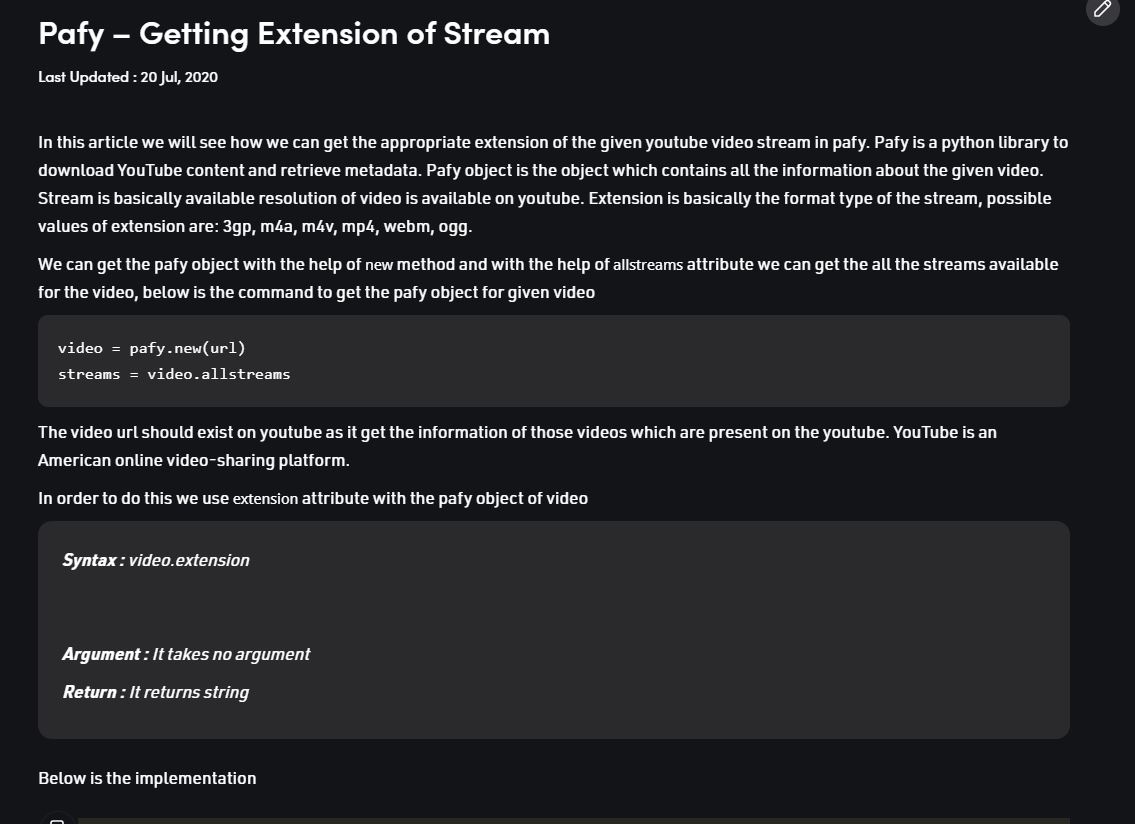 Pafy – Getting Extension of Stream
Last Updated : 20 Jul, 2020
In this article we will see how we can get the appropriate extension of the given youtube video stream in pafy. Pafy is a python library to
download YouTube content and retrieve metadata. Pafy object is the object which contains all the information about the given video.
Stream is basically available resolution of video is available on youtube. Extension is basically the format type of the stream, possible
values of extension are: 3gp, m4a, m4v, mp4, webm, ogg.
We can get the pafy object with the help of new method and with the help of allstreams attribute we can get the all the streams available
for the video, below is the command to get the pafy object for given video
video = pafy.new(url)
streams = video.allstreams
The video url should exist on youtube as it get the information of those videos which are present on the youtube. YouTube is an
American online video-sharing platform.
In order to do this we use extension attribute with the pafy object of video
Syntax : video.extension
Argument : It takes no argument
Return : It returns string
Below is the implementation